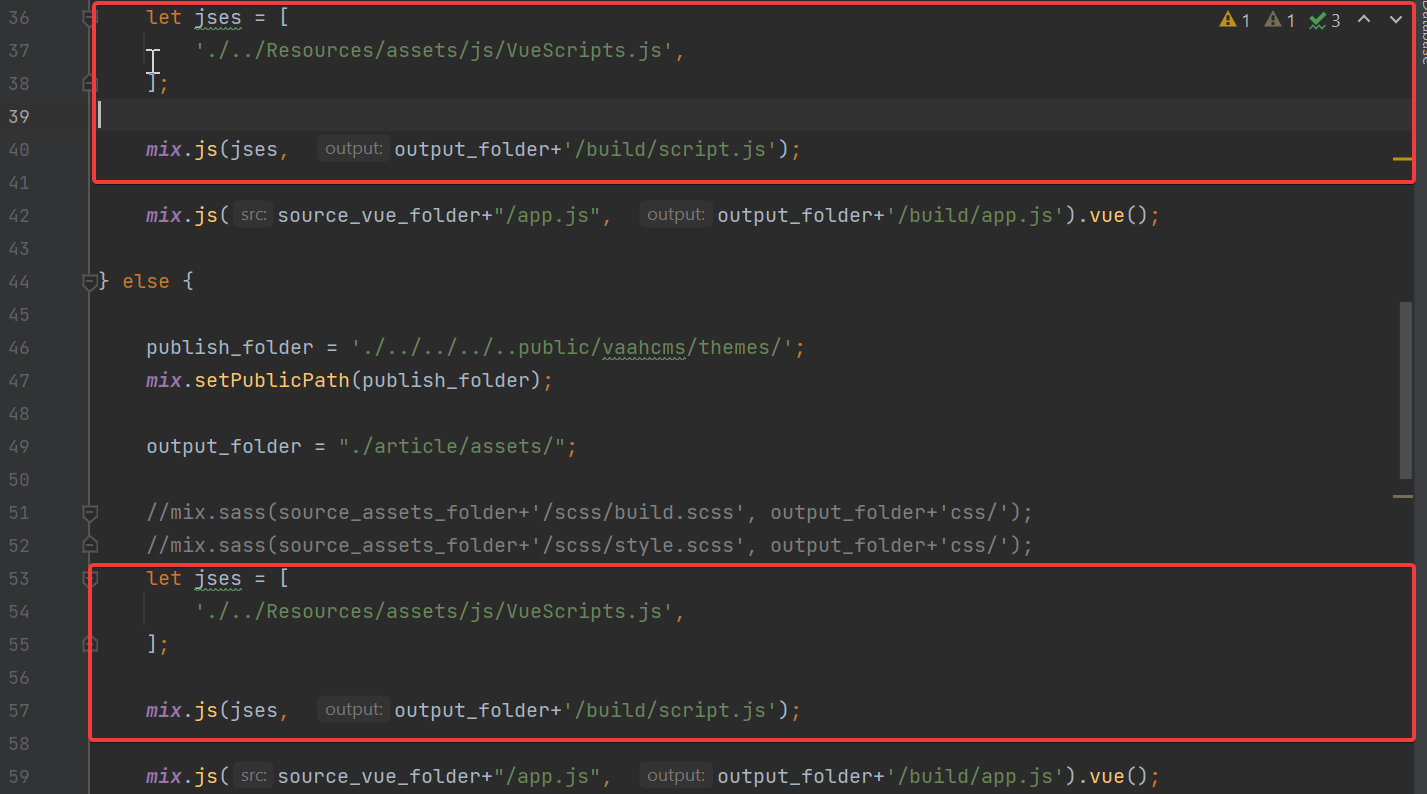 36 let jses = [ 1 1 3
37 './../Resources/assets/js/VueScripts.js',
38 ];
39
40 mix.js(jses, output: output_folder+'/build/script.js');
41
42 mix.js( src: source_vue_folder+"/app.js", output: output_folder+'/build/app.js').vue();
43
44 } else {
45
46 publish_folder = './../../../..public/vaahcms/themes/';
47 mix.setPublicPath(publish_folder);
48
49 output_folder = "./article/assets/";
50
51 //mix.sass(source_assets_folder+'/scss/build.scss', output_folder+'css/');
52 //mix.sass(source_assets_folder+'/scss/style.scss', output_folder+'css/');
53 let jses = [
54 './../Resources/assets/js/VueScripts.js',
55 ];
56
57 mix.js(jses, output: output_folder+'/build/script.js');
58
59 mix.js( src: source_vue_folder+"/app.js", output: output_folder+'/build/app.js').vue();